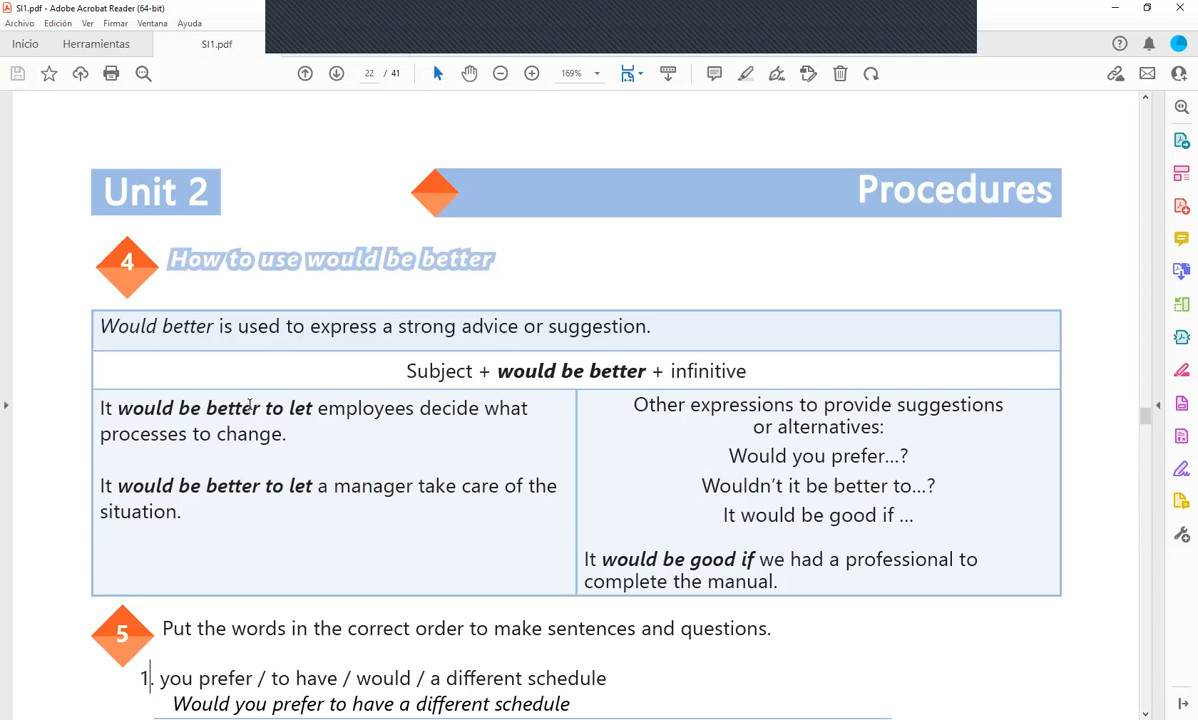 SI1.pdf - Adobe Acrobat Reader (64-bit)
Archivo Edición Ver Firmar Ventana Ayuda
Inicio Herramientas SI1.pdf
22 / 41 169%
Unit 2
Procedures
4 How to use would be better
Would better is used to express a strong advice or suggestion.
Subject + would be better + infinitive
It would be better to let employees decide what
processes to change.
It would be better to let a manager take care of the
situation.
Other expressions to provide suggestions
or alternatives:
Would you prefer...?
Wouldn't it be better to...?
It would be good if ...
It would be good if we had a professional to
complete the manual.
5 Put the words in the correct order to make sentences and questions.
1. you prefer / to have / would / a different schedule
Would you prefer to have a different schedule